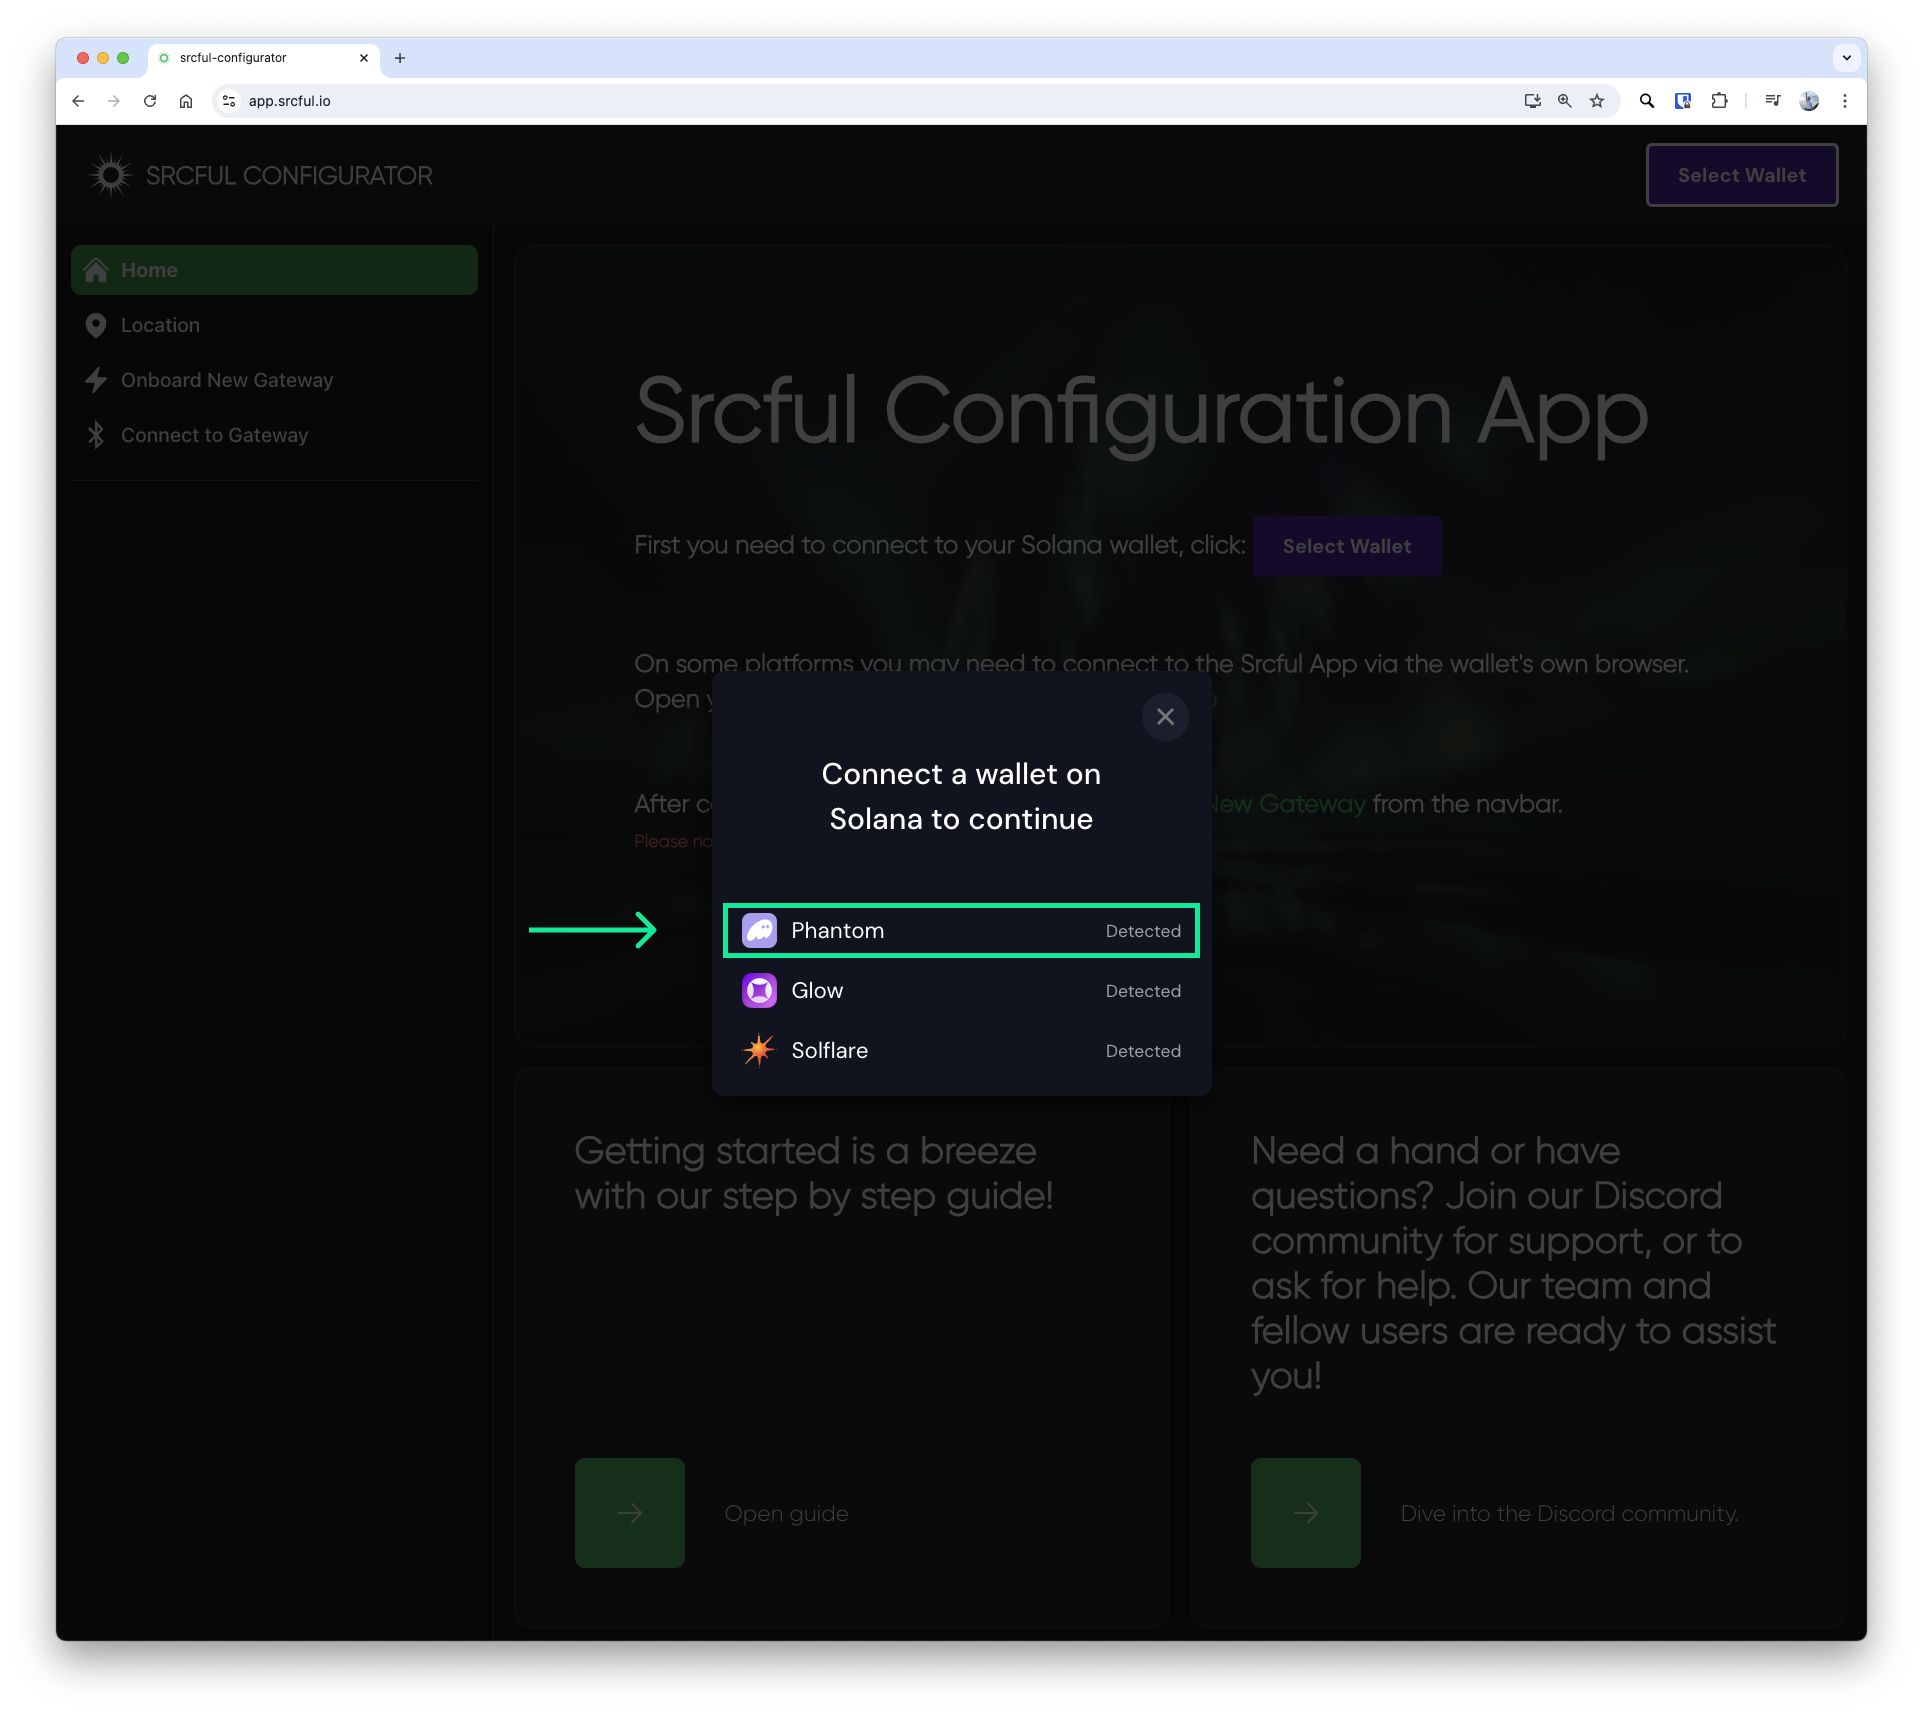 srcful-configurator
app.srcful.io
SRCFUL CONFIGURATOR
Select Wallet
Home
Location
Onboard New Gateway
Connect to Gateway
Srcful Configuration App
First you need to connect to your Solana wallet, click: Select Wallet
On some platforms you may need to connect to the Srcful App via the wallet's own browser.
Open
After
New Gateway from the navbar.
Please
Connect a wallet on
Solana to continue
Phantom Detected
Glow Detected
Solflare Detected
Getting started is a breeze
with our step by step guide!
Open guide
Need a hand or have
questions? Join our Discord
community for support, or to
ask for help. Our team and
fellow users are ready to assist
you!
Dive into the Discord community.